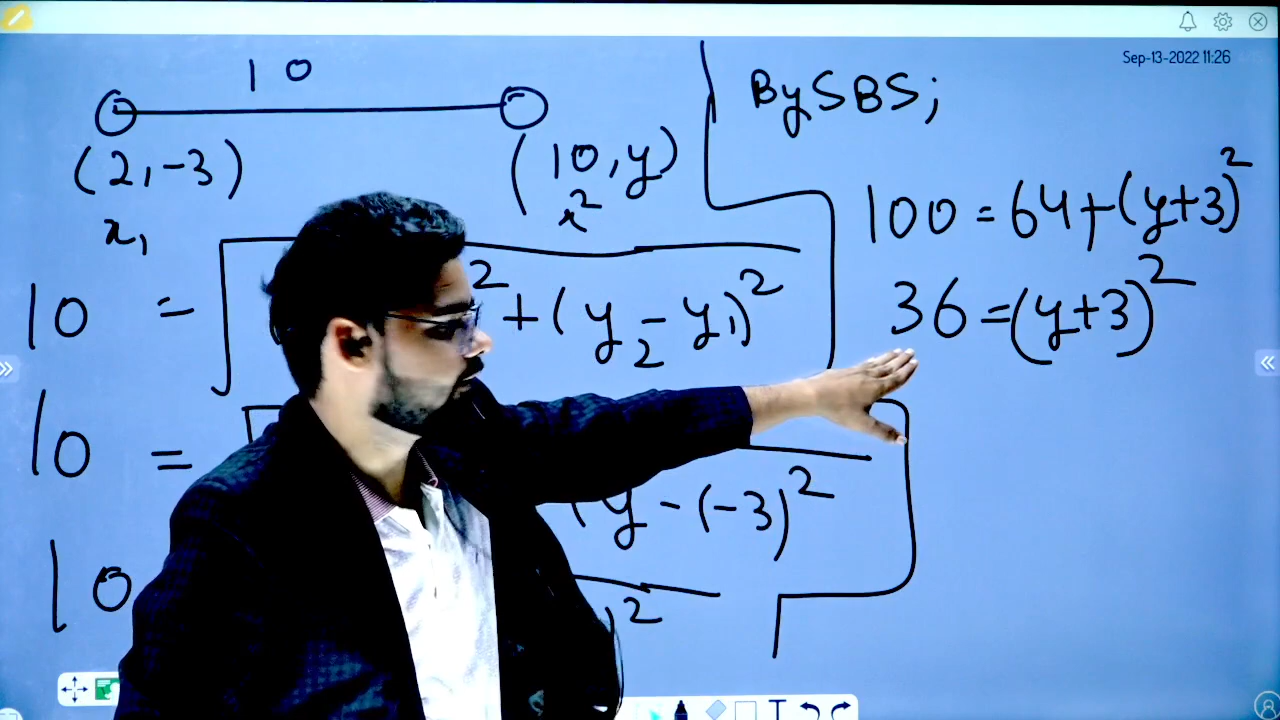 Sep-13-2022 11:26
10
(2,-3)
(10,y)
x₁
x²
10 = √ ² + (y₂ - y₁)²
10 =
(y - (-3)²
10
)²
By SBS;
100 = 64 + (y+3)²
36 = (y+3)²